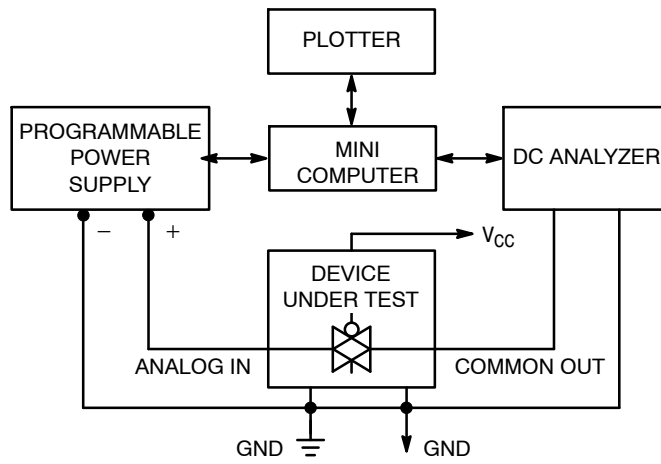 PLOTTER
PROGRAMMABLE
POWER
SUPPLY
MINI
COMPUTER
DC ANALYZER
− +
VCC
DEVICE
UNDER TEST
ANALOG IN
COMMON OUT
GND
GND